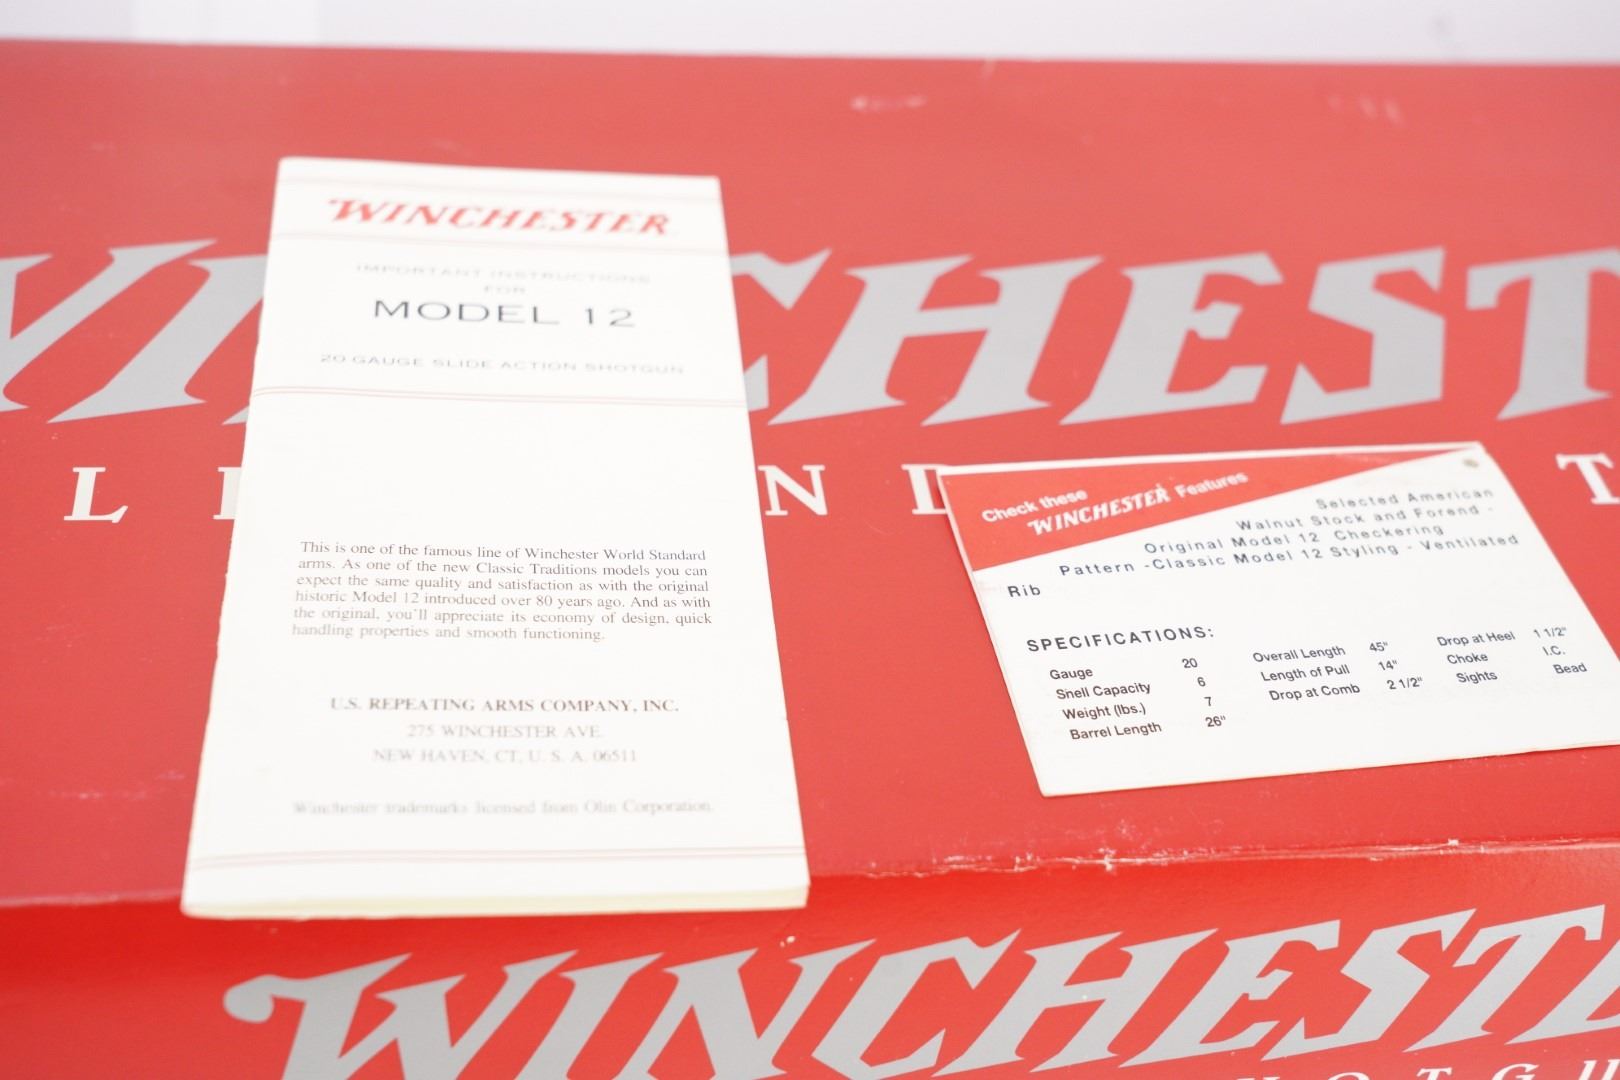 WINCHESTER
IMPORTANT INSTRUCTIONS
FOR
MODEL 12
20 GAUGE SLIDE ACTION SHOTGUN
This is one of the famous line of Winchester World Standard
arms. As one of the new Classic Traditions models you can
expect the same quality and satisfaction as with the original
historic Model 12 introduced over 80 years ago. And as with
the original, you'll appreciate its economy of design, quick
handling properties and smooth functioning.
U.S. REPEATING ARMS COMPANY, INC.
275 WINCHESTER AVE.
NEW HAVEN, CT, U. S. A. 06511
Winchester trademarks licensed from Olin Corporation.
Check these
WINCHESTER Features
Selected American
Walnut Stock and Forend -
Original Model 12 Checkering
Pattern -Classic Model 12 Styling - Ventilated
Rib
SPECIFICATIONS:
Gauge 20 Overall Length 45" Drop at Heel 1 1/2"
Shell Capacity 6 Length of Pull 14" Choke I.C.
Weight (lbs.) 7 Drop at Comb 2 1/2" Sights Bead
Barrel Length 26"
CHEST
L
N
T
WINCHESTE